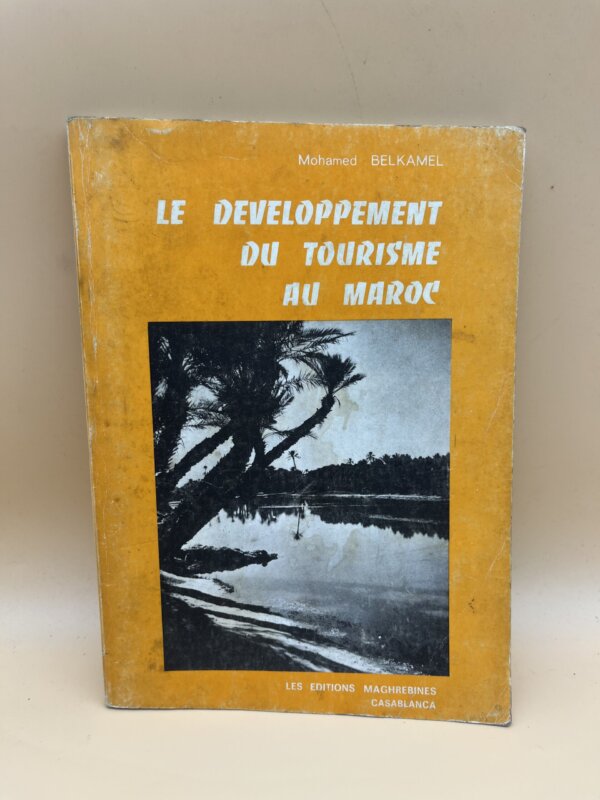 Mohamed BELKAMEL
LE DEVELOPPEMENT
DU TOURISME
AU MAROC
LES EDITIONS MAGHREBINES
CASABLANCA